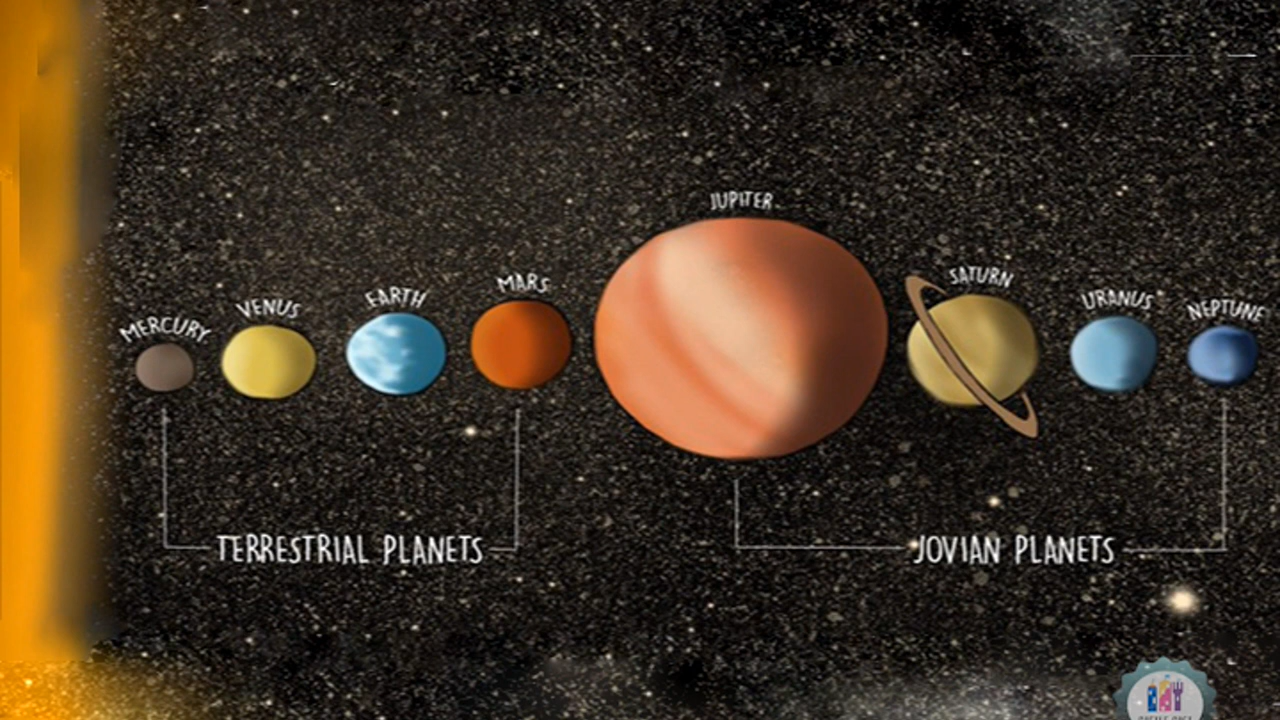 JUPITER
SATURN
MARS
EARTH
URANUS
VENUS
NEPTUNE
MERCURY
TERRESTRIAL PLANETS
JOVIAN PLANETS